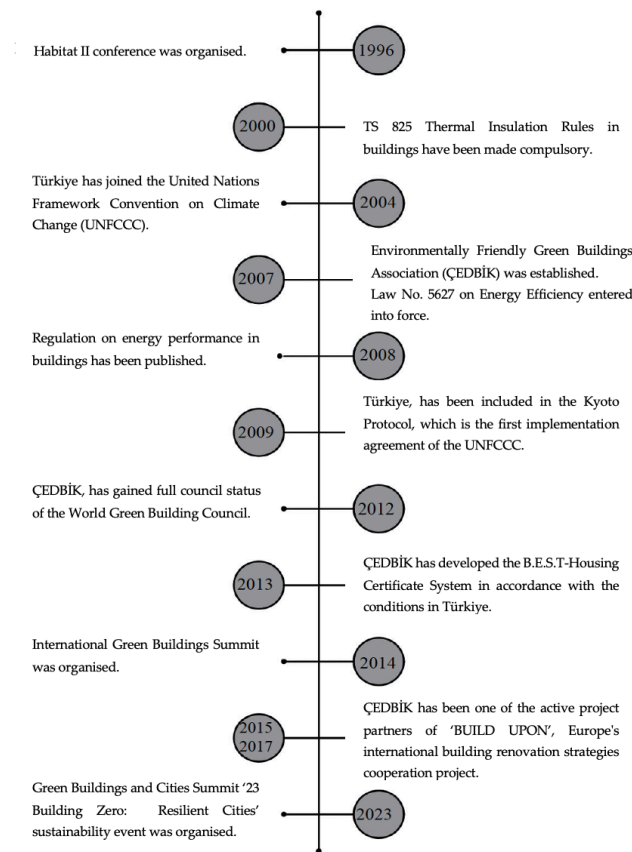 Habitat II conference was organised.
1996
2000
TS 825 Thermal Insulation Rules in
buildings have been made compulsory.
Türkiye has joined the United Nations
Framework Convention on Climate
Change (UNFCCC).
2004
2007
Environmentally Friendly Green Buildings
Association (ÇEDBİK) was established.
Law No. 5627 on Energy Efficiency entered
into force.
Regulation on energy performance in
buildings has been published.
2008
2009
Türkiye, has been included in the Kyoto
Protocol, which is the first implementation
agreement of the UNFCCC.
ÇEDBİK, has gained full council status
of the World Green Building Council.
2012
2013
ÇEDBİK has developed the B.E.S.T-Housing
Certificate System in accordance with the
conditions in Türkiye.
International Green Buildings Summit
was organised.
2014
2015
2017
ÇEDBİK has been one of the active project
partners of ‘BUILD UPON’, Europe's
international building renovation strategies
cooperation project.
Green Buildings and Cities Summit ‘23
Building Zero: Resilient Cities’
sustainability event was organised.
2023